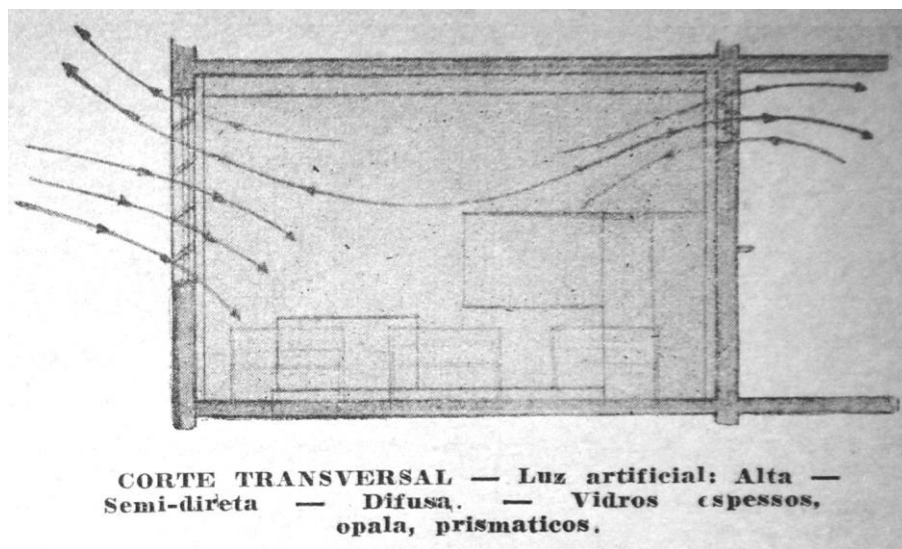 CORTE TRANSVERSAL — Luz artificial: Alta —
Semi-direta — Difusa. — Vidros espessos,
opala, prismaticos.